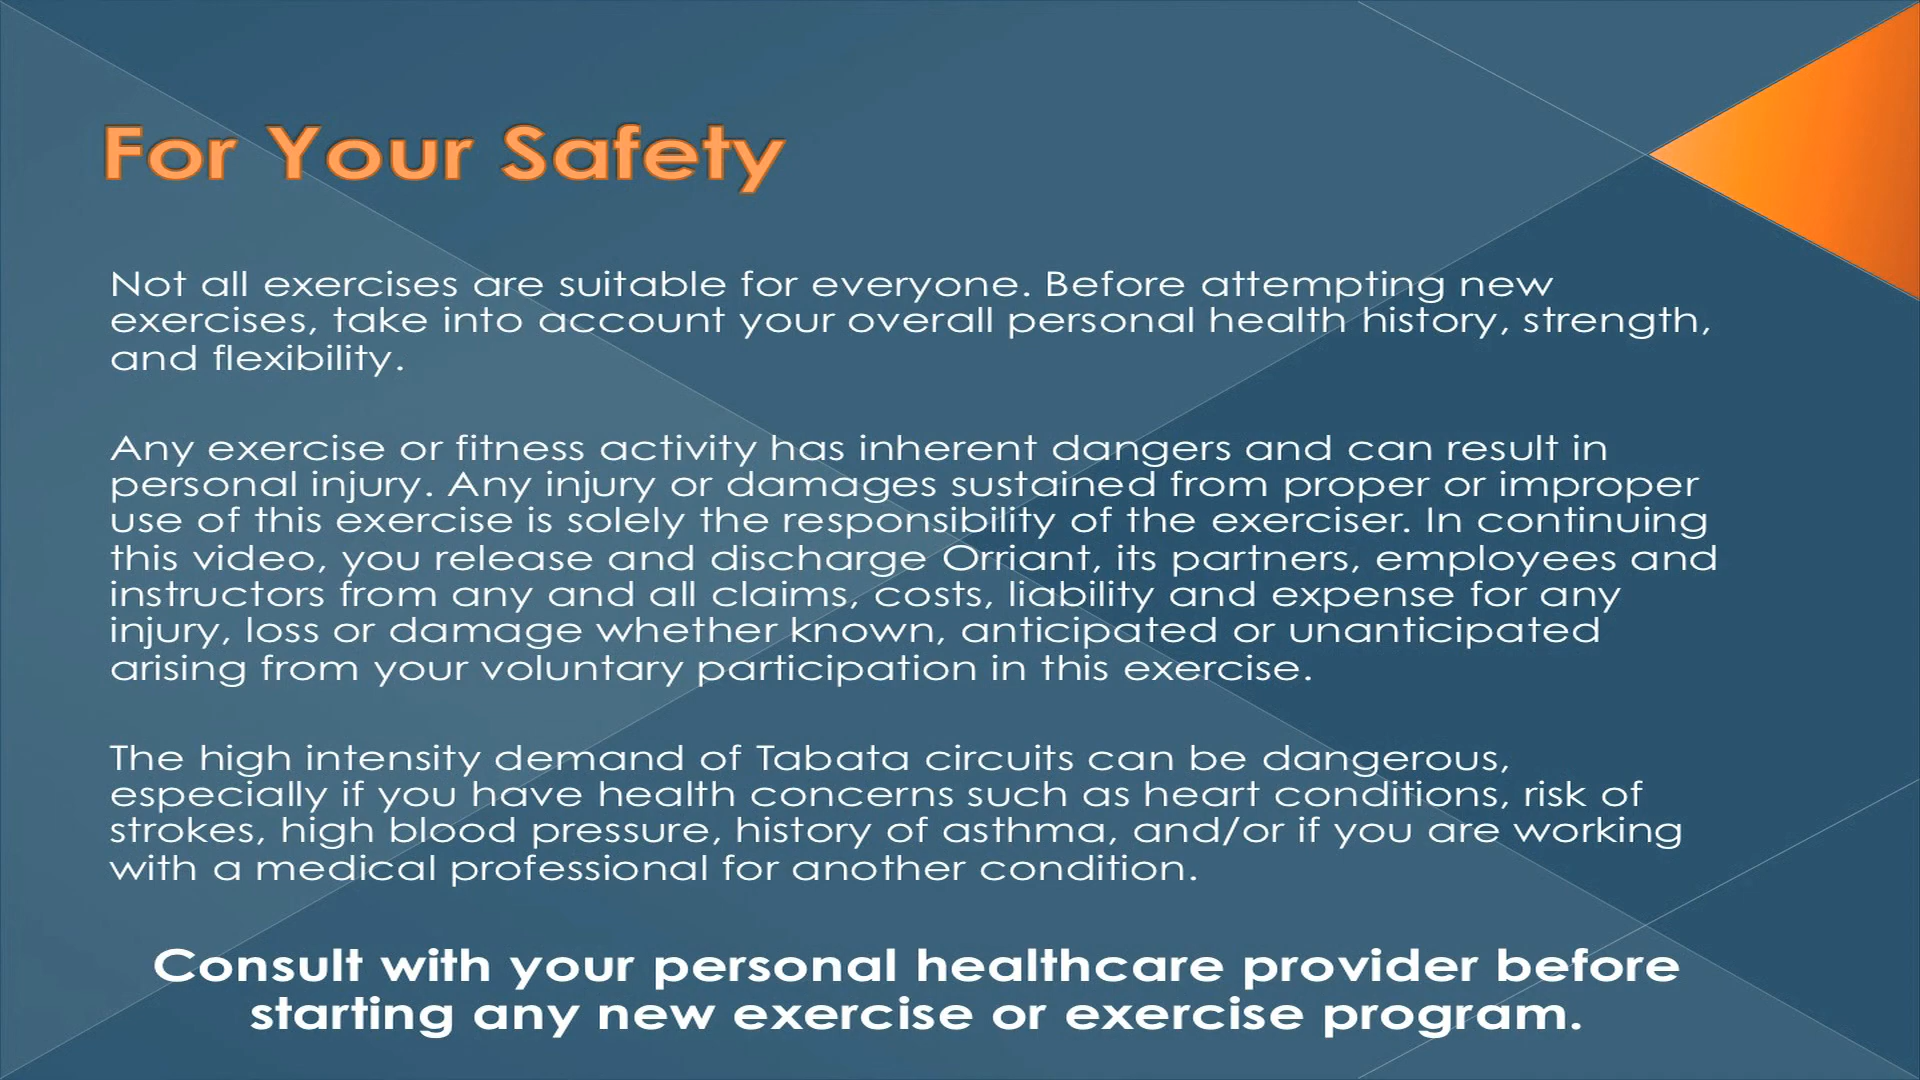 For Your Safety
Not all exercises are suitable for everyone. Before attempting new
exercises, take into account your overall personal health history, strength,
and flexibility.
Any exercise or fitness activity has inherent dangers and can result in
personal injury. Any injury or damages sustained from proper or improper
use of this exercise is solely the responsibility of the exerciser. In continuing
this video, you release and discharge Orriant, its partners, employees and
instructors from any and all claims, costs, liability and expense for any
injury, loss or damage whether known, anticipated or unanticipated
arising from your voluntary participation in this exercise.
The high intensity demand of Tabata circuits can be dangerous,
especially if you have health concerns such as heart conditions, risk of
strokes, high blood pressure, history of asthma, and/or if you are working
with a medical professional for another condition.
Consult with your personal healthcare provider before
starting any new exercise or exercise program.